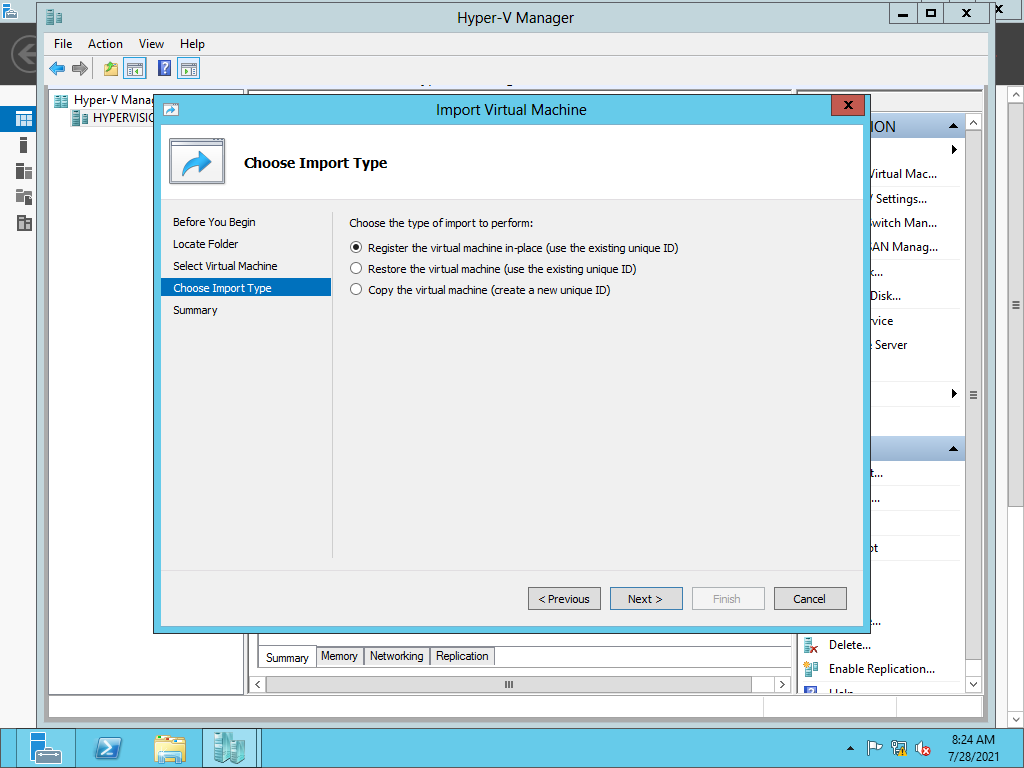 Hyper-V Manager
File Action View Help
Hyper-V Manag
HYPERVISIO
ION
Import Virtual Machine
Choose Import Type
Before You Begin
Locate Folder
Select Virtual Machine
Choose Import Type
Summary
Choose the type of import to perform:
Register the virtual machine in-place (use the existing unique ID)
Restore the virtual machine (use the existing unique ID)
Copy the virtual machine (create a new unique ID)
< Previous
Next >
Finish
Cancel
Virtual Mac...
Settings...
Switch Man...
SAN Manag...
Disk...
rvice
Server
Delete...
Enable Replication...
Help
Summary Memory Networking Replication
8:24 AM
7/28/2021